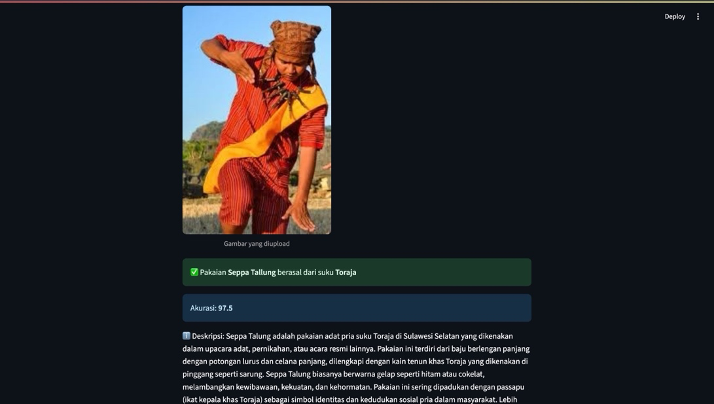 Deploy
Gambar yang diupload
✅ Pakaian Seppa Tallung berasal dari suku Toraja
Akurasi: 97.5
ℹ️ Deskripsi: Seppa Talung adalah pakaian adat pria suku Toraja di Sulawesi Selatan yang dikenakan
dalam upacara adat, pernikahan, atau acara resmi lainnya. Pakaian ini terdiri dari baju berlengan panjang
dengan potongan lurus dan celana panjang, dilengkapi dengan kain tenun khas Toraja yang dikenakan di
pinggang seperti sarung. Seppa Talung biasanya berwarna gelap seperti hitam atau cokelat,
melambangkan kewibawaan, kekuatan, dan kehormatan. Pakaian ini sering dipadukan dengan passapu
(ikat kepala khas Toraja) sebagai simbol identitas dan kedudukan sosial pria dalam masyarakat. Lebih